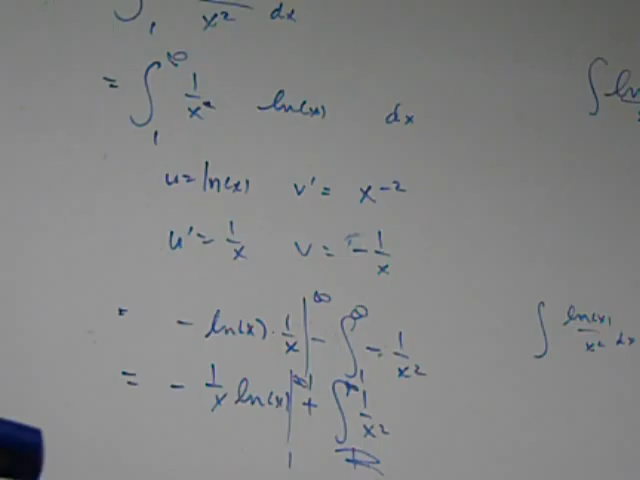 ∫₁ x² dx
= ∫₁^∞ 1/x² ln(x) dx
∫ ln
u = ln(x) v' = x⁻²
u' = 1/x v = -1/x
= - ln(x) · 1/x |₁^∞ - ∫₁^∞ - 1/x²
∫ ln(x)/x² dx
= - 1/x ln(x) |₁^∞ + ∫ 1/x²